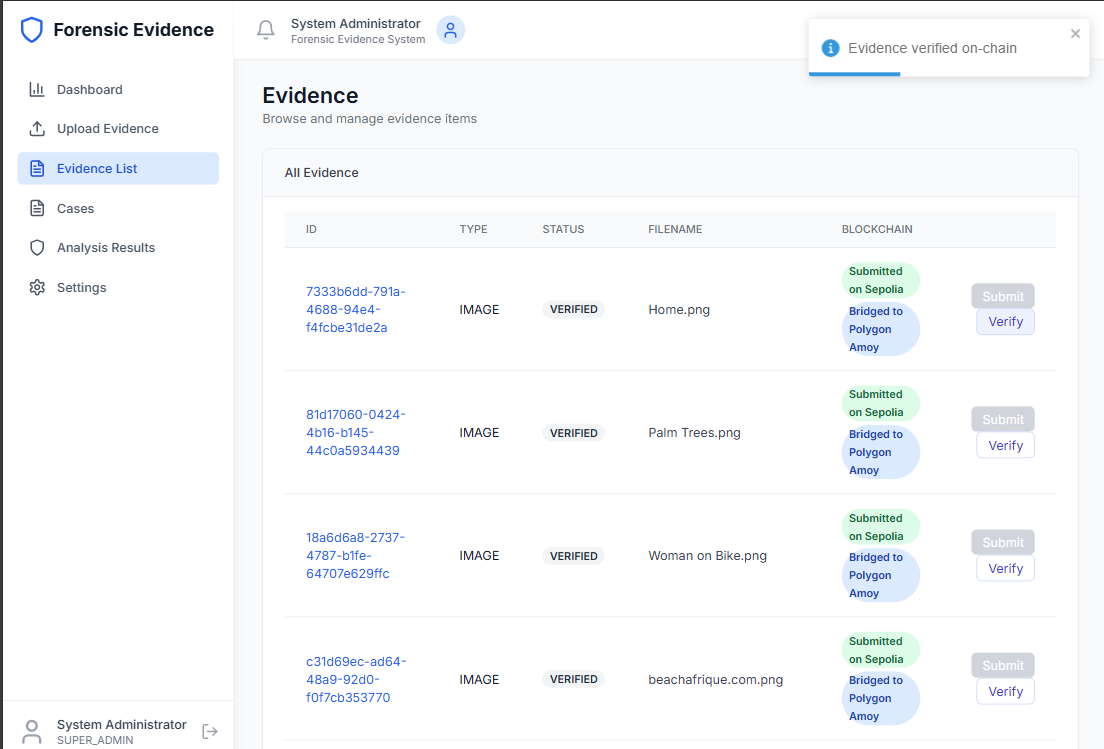 Forensic Evidence
System Administrator
Forensic Evidence System
Evidence verified on-chain
Dashboard
Upload Evidence
Evidence List
Cases
Analysis Results
Settings
Evidence
Browse and manage evidence items
All Evidence
ID TYPE STATUS FILENAME BLOCKCHAIN
7333b6dd-791a-
4688-94e4-
f4fcbe31de2a
IMAGE
VERIFIED
Home.png
Submitted
on Sepolia
Bridged to
Polygon
Amoy
Submit
Verify
81d17060-0424-
4b16-b145-
44c0a5934439
IMAGE
VERIFIED
Palm Trees.png
Submitted
on Sepolia
Bridged to
Polygon
Amoy
Submit
Verify
18a6d6a8-2737-
4787-b1fe-
64707e629ffc
IMAGE
VERIFIED
Woman on Bike.png
Submitted
on Sepolia
Bridged to
Polygon
Amoy
Submit
Verify
c31d69ec-ad64-
48a9-92d0-
f0f7cb353770
IMAGE
VERIFIED
beachafrique.com.png
Submitted
on Sepolia
Bridged to
Polygon
Amoy
Submit
Verify
System Administrator
SUPER_ADMIN